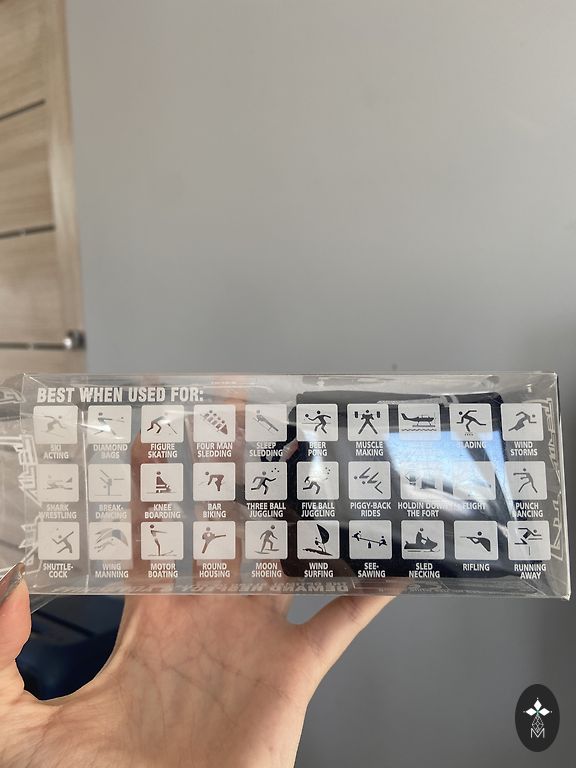 BEST WHEN USED FOR:
SKI ACTING
DIAMOND BAGS
FIGURE SKATING
FOUR MAN SLEDDING
SLEEP SLEDDING
BEER PONG
MUSCLE MAKING
BLADING
WIND STORMS
SHARK WRESTLING
BREAK-DANCING
KNEE BOARDING
BAR BIKING
THREE BALL JUGGLING
FIVE BALL JUGGLING
PIGGY-BACK RIDES
HOLDIN DOWN THE FORT
FLIGHT
PUNCH DANCING
SHUTTLE-COCK
WING MANNING
MOTOR BOATING
ROUND HOUSING
MOON SHOEING
WIND SURFING
SEE-SAWING
SLED NECKING
RIFLING
RUNNING AWAY
M